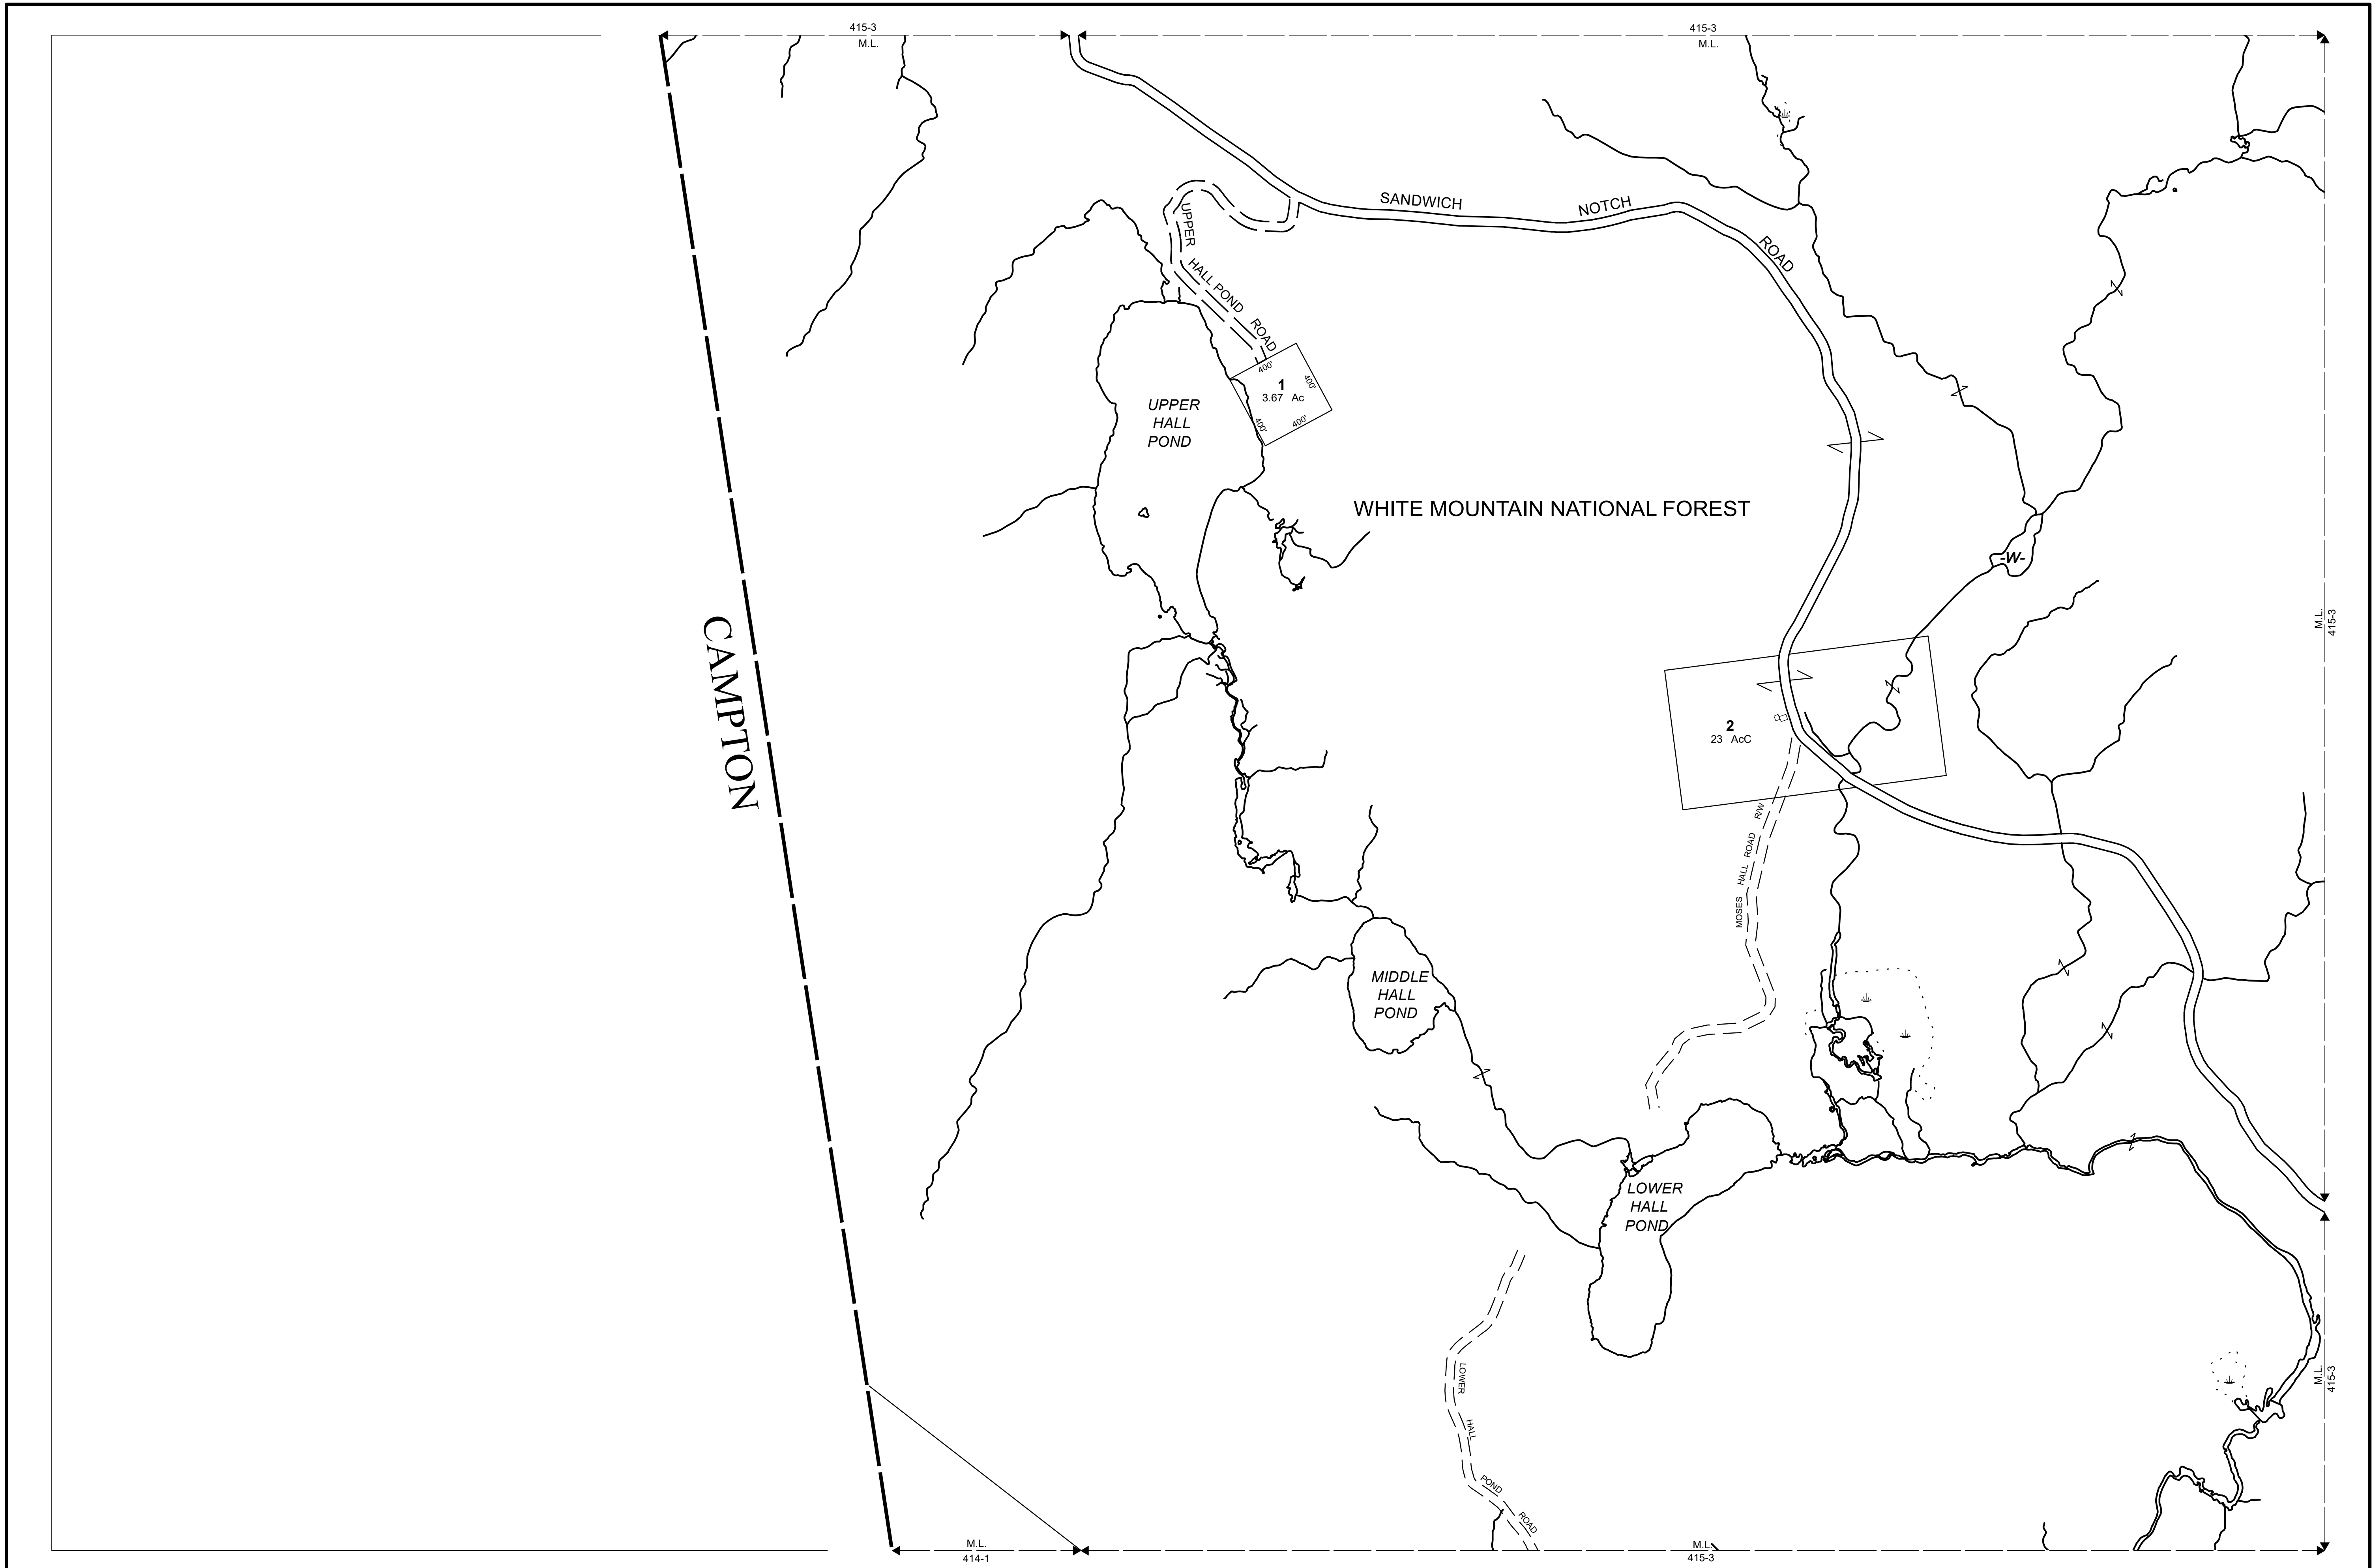 415-3
M.L.
415-3
M.L.
SANDWICH NOTCH ROAD
UPPER HALL POND ROAD
400'
400'
1
3.67 Ac
400'
400'
UPPER
HALL
POND
WHITE MOUNTAIN NATIONAL FOREST
-W-
M.L.
415-3
CAMPTON
2
23 AcC
MOSES HALL ROAD R/W
MIDDLE
HALL
POND
LOWER
HALL
POND
LOWER HALL POND ROAD
M.L.
415-3
M.L.
414-1
M.L.
415-3